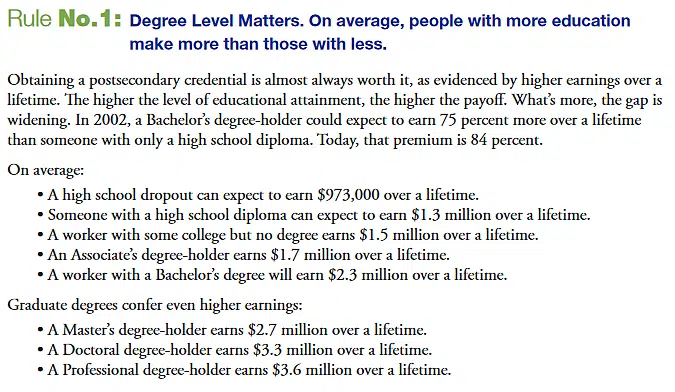 Rule No.1: Degree Level Matters. On average, people with more education
make more than those with less.
Obtaining a postsecondary credential is almost always worth it, as evidenced by higher earnings over a
lifetime. The higher the level of educational attainment, the higher the payoff. What’s more, the gap is
widening. In 2002, a Bachelor’s degree-holder could expect to earn 75 percent more over a lifetime
than someone with only a high school diploma. Today, that premium is 84 percent.
On average:
• A high school dropout can expect to earn $973,000 over a lifetime.
• Someone with a high school diploma can expect to earn $1.3 million over a lifetime.
• A worker with some college but no degree earns $1.5 million over a lifetime.
• An Associate’s degree-holder earns $1.7 million over a lifetime.
• A worker with a Bachelor’s degree will earn $2.3 million over a lifetime.
Graduate degrees confer even higher earnings:
• A Master’s degree-holder earns $2.7 million over a lifetime.
• A Doctoral degree-holder earns $3.3 million over a lifetime.
• A Professional degree-holder earns $3.6 million over a lifetime.